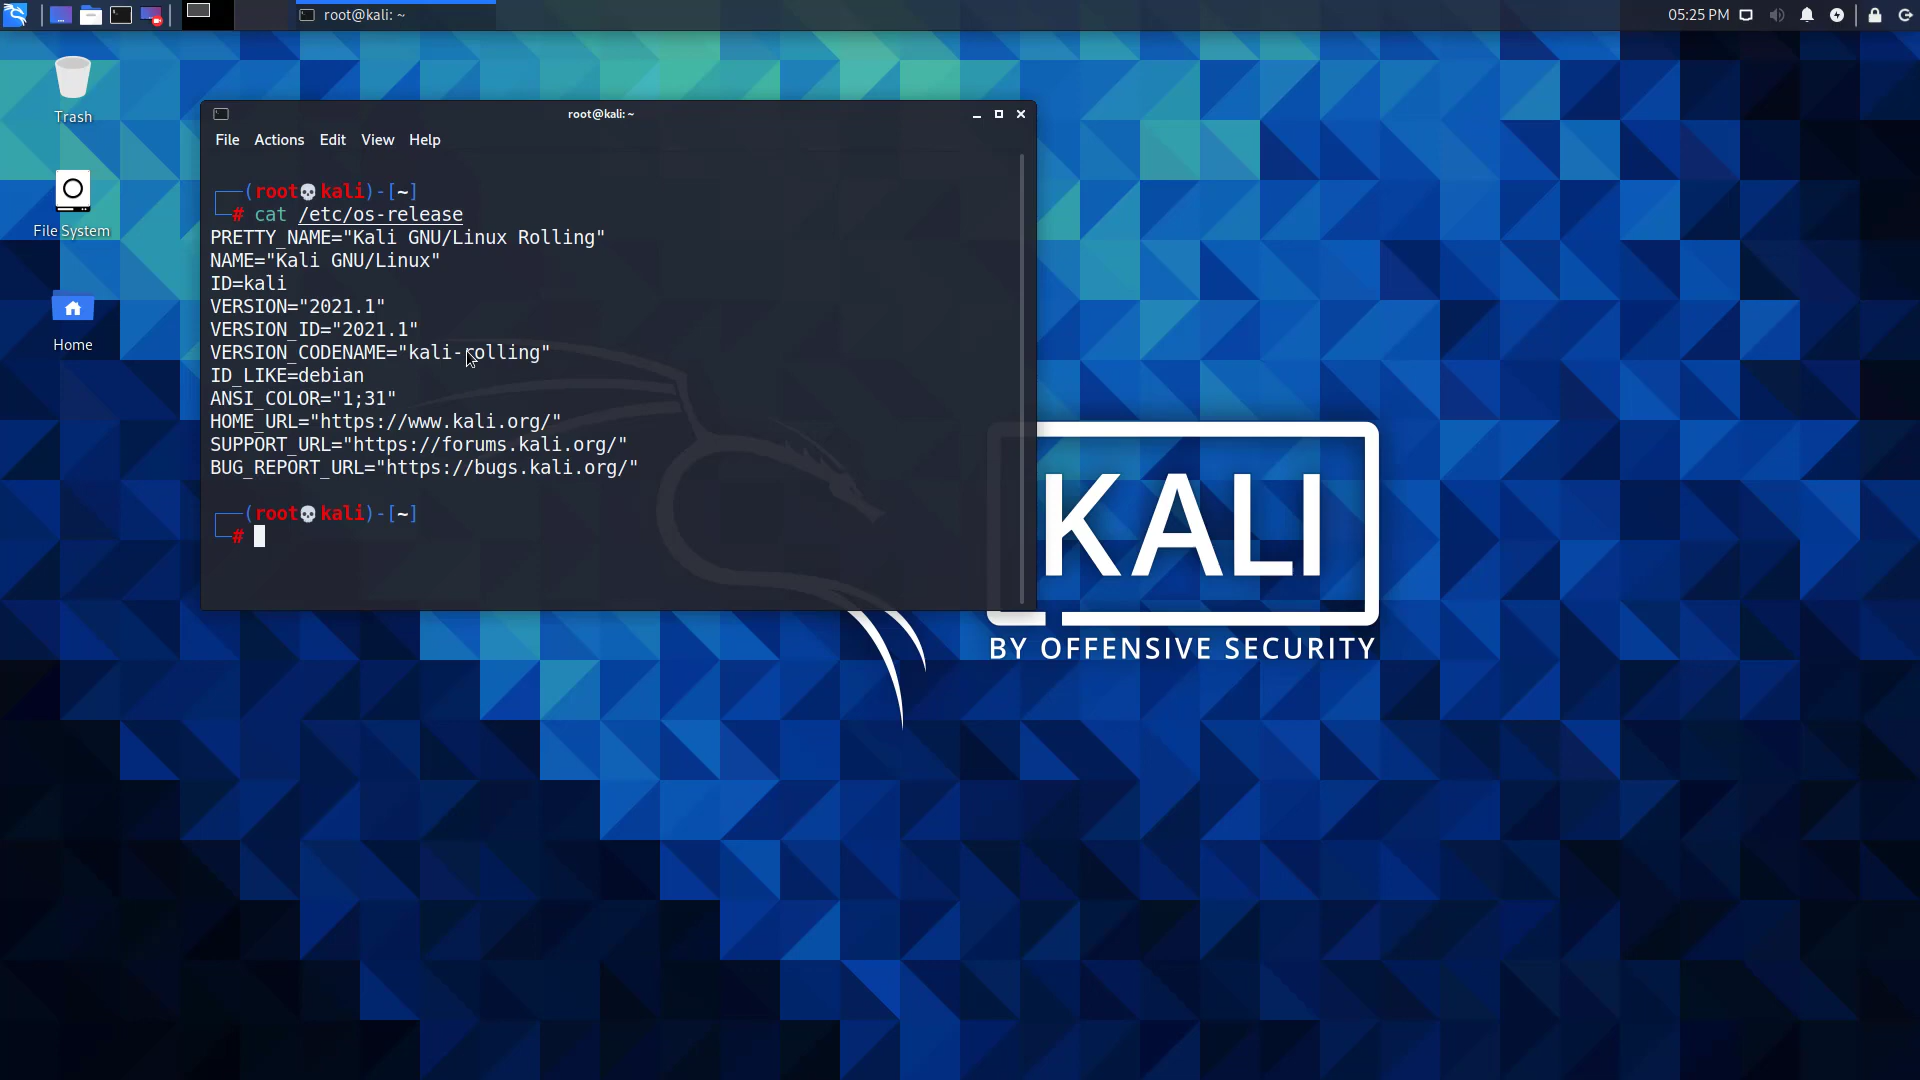 root@kali: ~
05:25 PM
Trash
File System
Home
root@kali: ~
File Actions Edit View Help
┌──(root💀kali)-[~]
└─# cat /etc/os-release
PRETTY_NAME="Kali GNU/Linux Rolling"
NAME="Kali GNU/Linux"
ID=kali
VERSION="2021.1"
VERSION_ID="2021.1"
VERSION_CODENAME="kali-rolling"
ID_LIKE=debian
ANSI_COLOR="1;31"
HOME_URL="https://www.kali.org/"
SUPPORT_URL="https://forums.kali.org/"
BUG_REPORT_URL="https://bugs.kali.org/"
┌──(root💀kali)-[~]
└─#
KALI
BY OFFENSIVE SECURITY